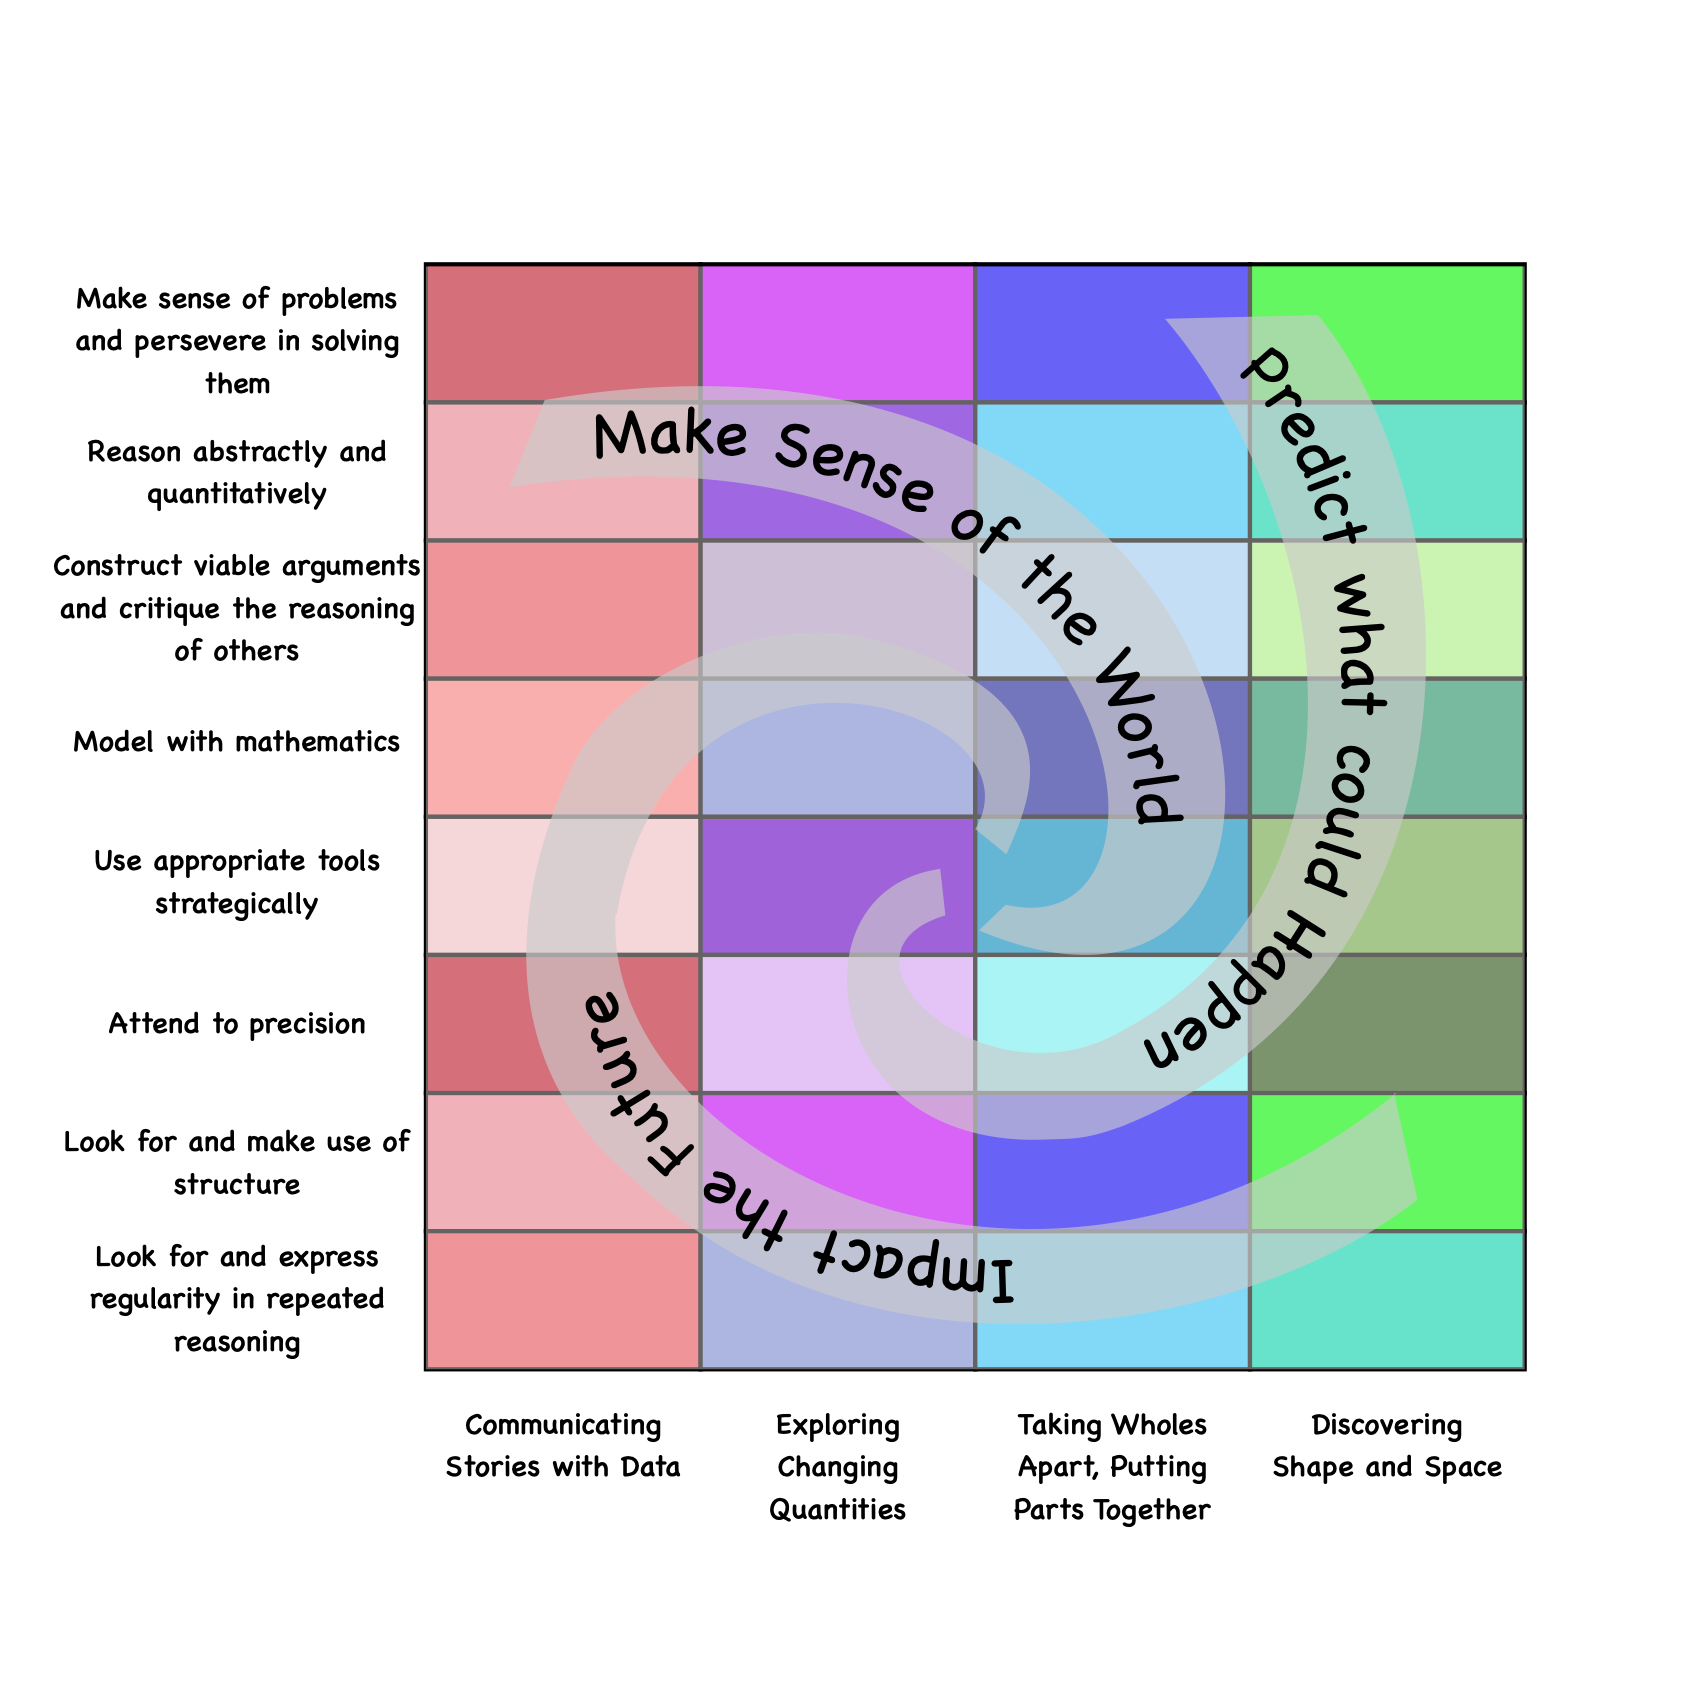 Make sense of problems
and persevere in solving
them
Reason abstractly and
quantitatively
Construct viable arguments
and critique the reasoning
of others
Model with mathematics
Use appropriate tools
strategically
Attend to precision
Look for and make use of
structure
Look for and express
regularity in repeated
reasoning
Make Sense of the World
Predict what could Happen
Impact the Future
Communicating
Stories with Data
Exploring
Changing
Quantities
Taking Wholes
Apart, Putting
Parts Together
Discovering
Shape and Space